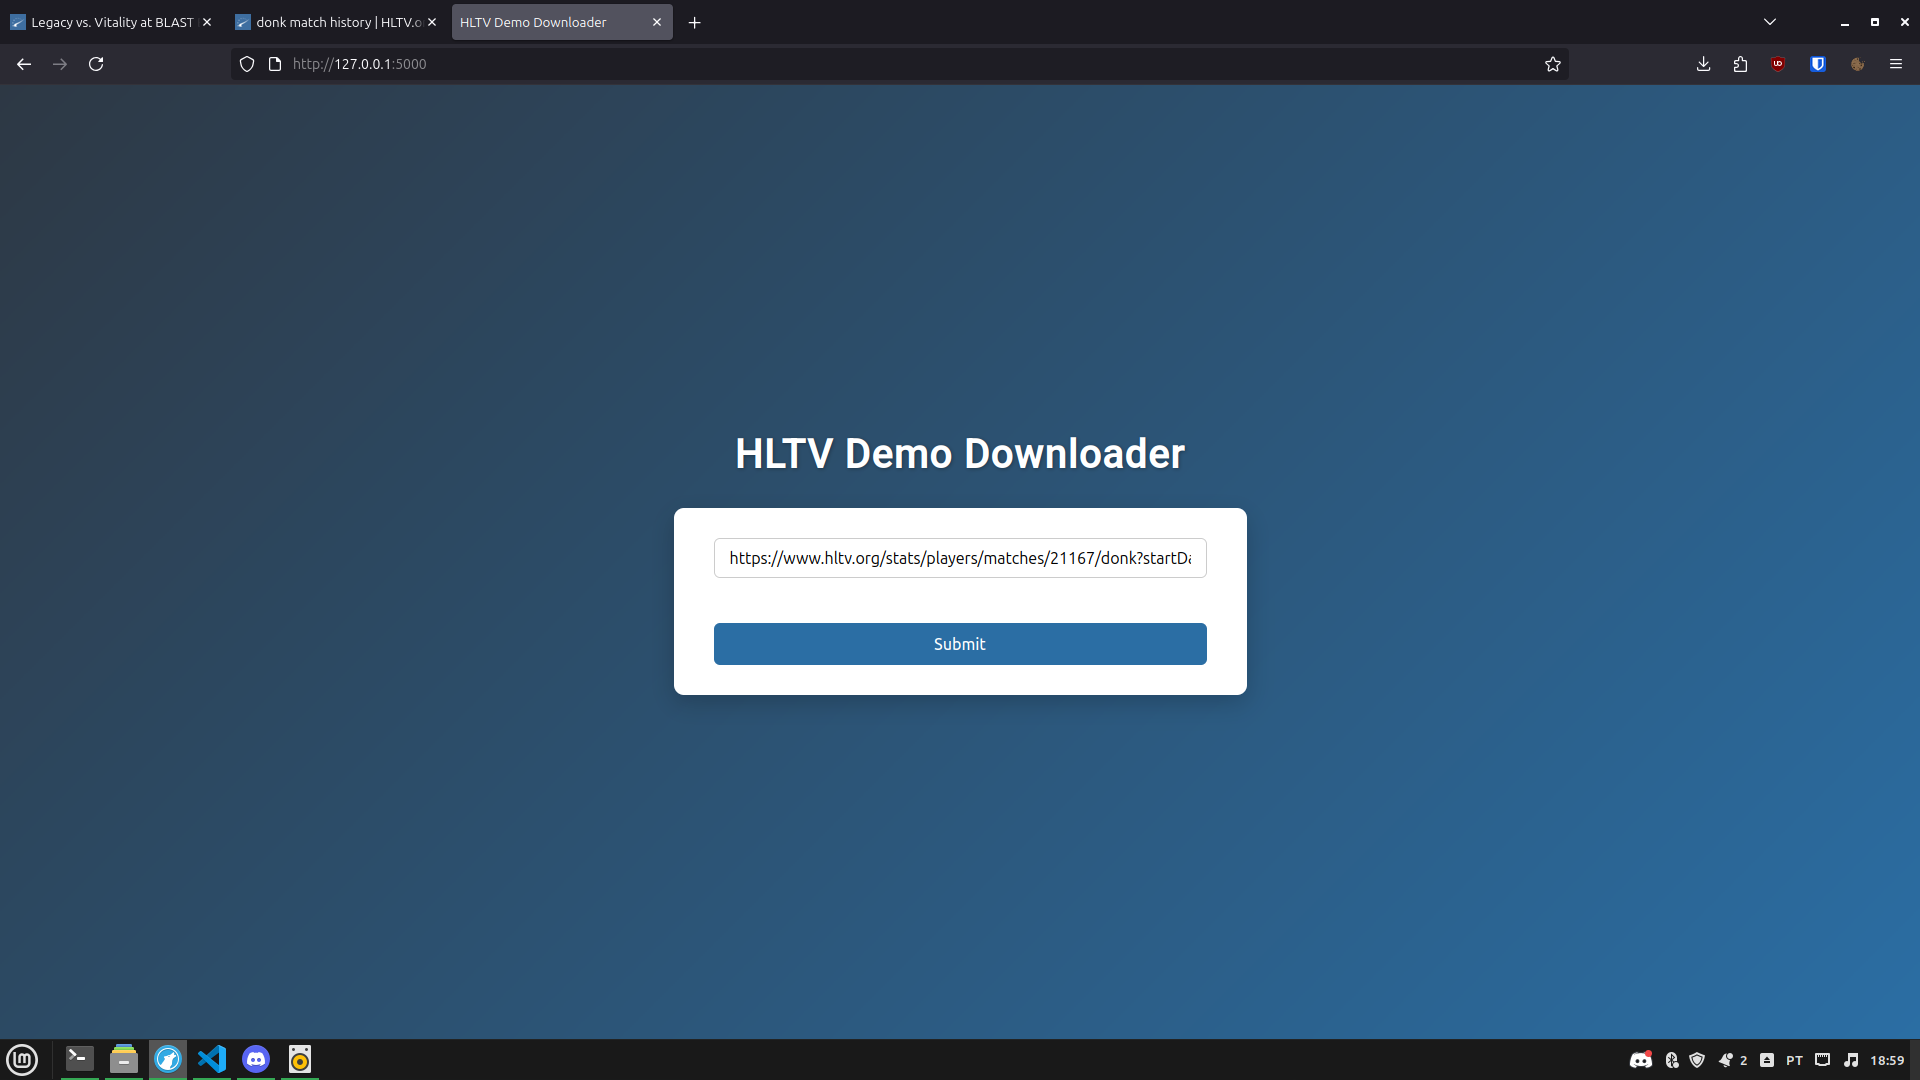 Legacy vs. Vitality at BLAST
donk match history | HLTV.o
HLTV Demo Downloader
http://127.0.0.1:5000
HLTV Demo Downloader
https://www.hltv.org/stats/players/matches/21167/donk?startDa
Submit
2
PT
18:59